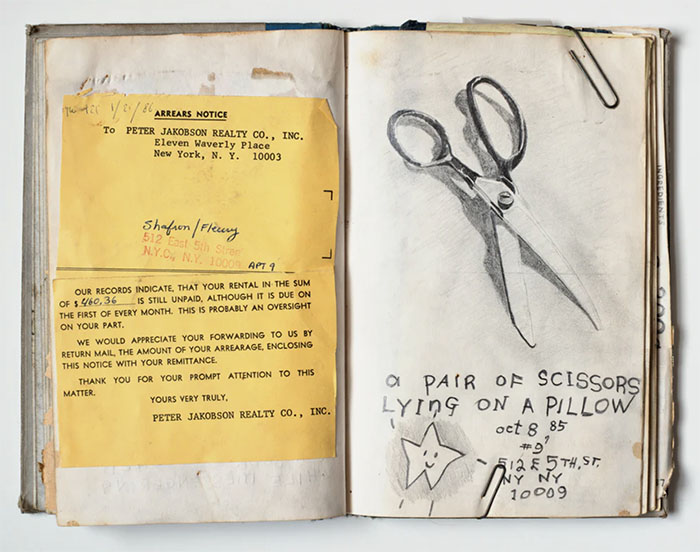 1/21/86
ARREARS NOTICE
To PETER JAKOBSON REALTY CO., INC.
Eleven Waverly Place
New York, N. Y. 10003
Shafron/Fleury
512 East 5th Street
N.Y.C., N.Y. 10009
APT 9
OUR RECORDS INDICATE, THAT YOUR RENTAL IN THE SUM
OF $ 460.36 IS STILL UNPAID, ALTHOUGH IT IS DUE ON
THE FIRST OF EVERY MONTH. THIS IS PROBABLY AN OVERSIGHT
ON YOUR PART.
WE WOULD APPRECIATE YOUR FORWARDING TO US BY
RETURN MAIL, THE AMOUNT OF YOUR ARREARAGE, ENCLOSING
THIS NOTICE WITH YOUR REMITTANCE.
THANK YOU FOR YOUR PROMPT ATTENTION TO THIS
MATTER.
YOURS VERY TRULY,
PETER JAKOBSON REALTY CO., INC.
a PAIR OF SCISSORS
LYING ON A PILLOW
oct 8 85
#9
512 E 5TH, ST.
NY NY
10009
INGREDIENTS